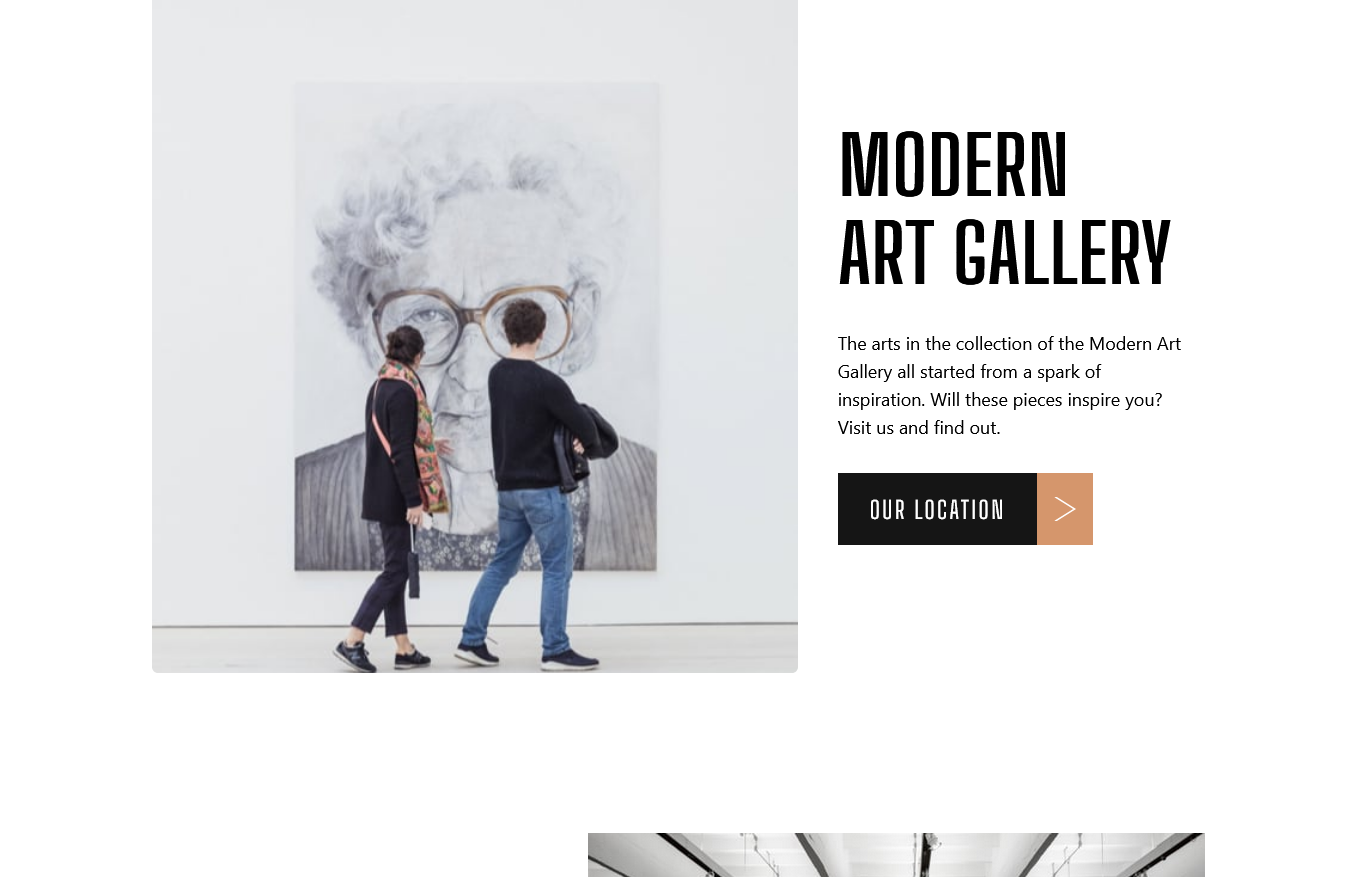 MODERN
ART GALLERY
The arts in the collection of the Modern Art
Gallery all started from a spark of
inspiration. Will these pieces inspire you?
Visit us and find out.
OUR LOCATION